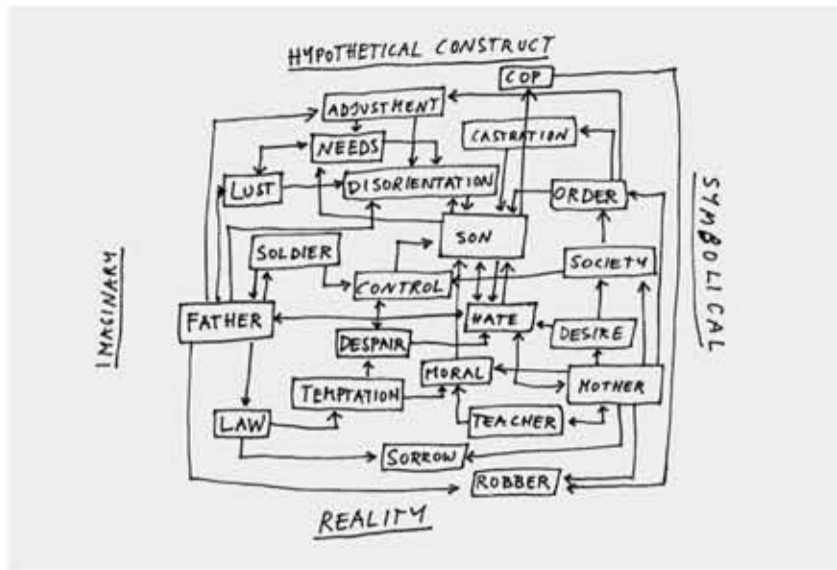 HYPOTHETICAL CONSTRUCT
COP
ADJUSTMENT
CASTRATION
NEEDS
LUST
DISORIENTATION
ORDER
SYMBOLICAL
SON
SOLDIER
SOCIETY
IMAGINARY
CONTROL
FATHER
HATE
DESPAIR
DESIRE
MORAL
MOTHER
TEMPTATION
LAW
TEACHER
SORROW
ROBBER
REALITY